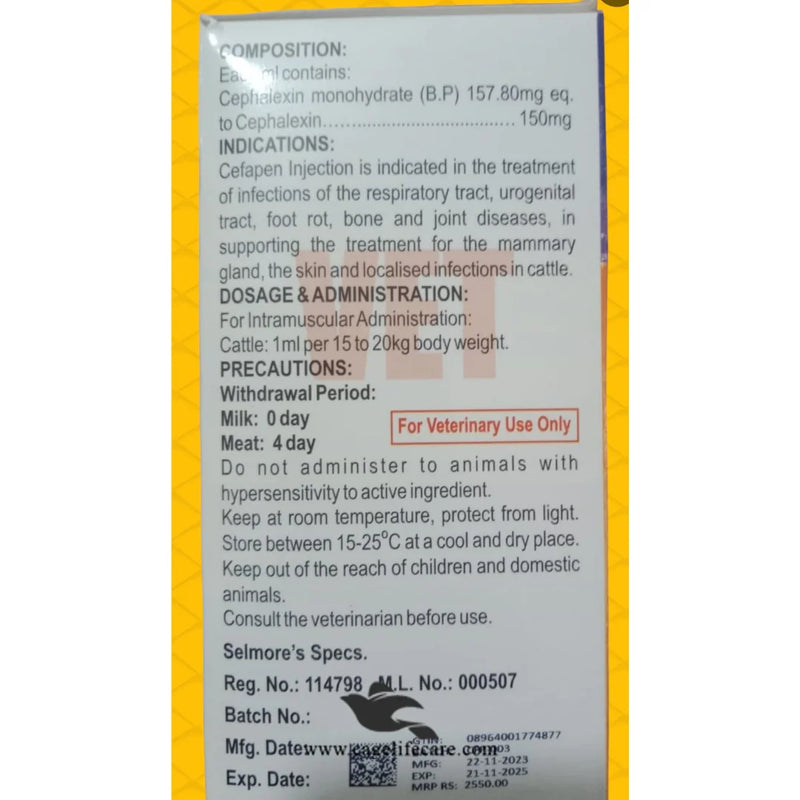 COMPOSITION:
Each ml contains:
Cephalexin monohydrate (B.P) 157.80mg eq.
to Cephalexin........................................... 150mg
INDICATIONS:
Cefapen Injection is indicated in the treatment
of infections of the respiratory tract, urogenital
tract, foot rot, bone and joint diseases, in
supporting the treatment for the mammary
gland, the skin and localised infections in cattle.
DOSAGE & ADMINISTRATION:
For Intramuscular Administration:
Cattle: 1ml per 15 to 20kg body weight.
VET
PRECAUTIONS:
Withdrawal Period:
Milk: 0 day
Meat: 4 day
For Veterinary Use Only
Do not administer to animals with
hypersensitivity to active ingredient.
Keep at room temperature, protect from light.
Store between 15-25°C at a cool and dry place.
Keep out of the reach of children and domestic
animals.
Consult the veterinarian before use.
Selmore's Specs.
Reg. No.: 114798 M.L. No.: 000507
Batch No.:
Mfg. Date
Exp. Date:
www.cagelifecare.com
GTIN: 08964001774877
MFG: 22-11-2023
EXP: 21-11-2025
MRP RS: 2550.00